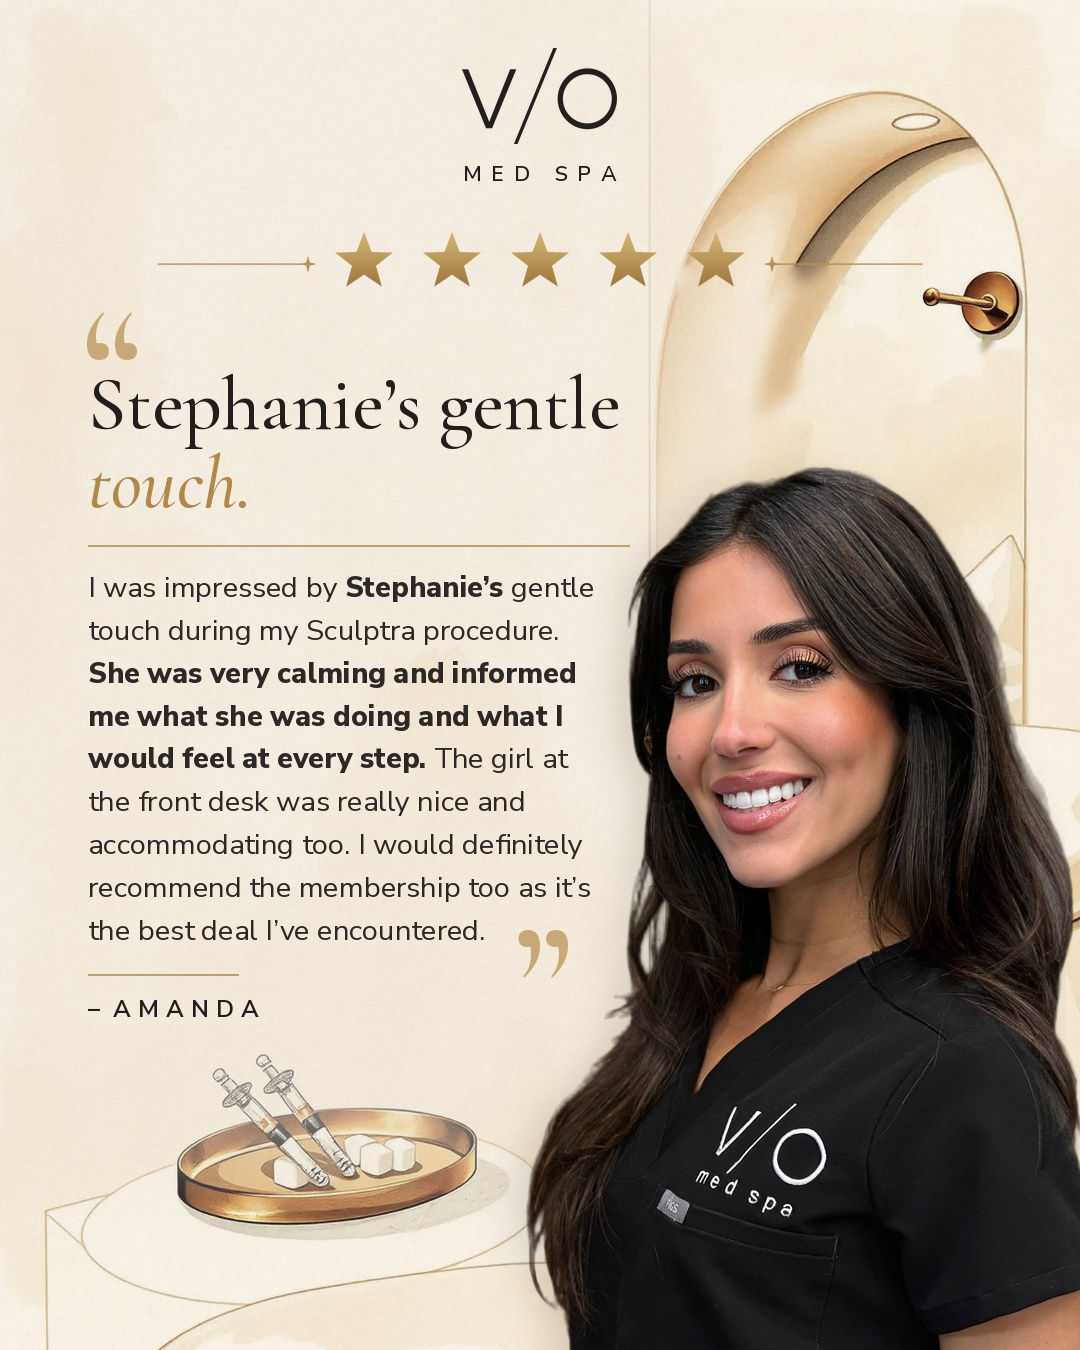 V/O
MED SPA
“
Stephanie’s gentle
touch.
I was impressed by Stephanie’s gentle
touch during my Sculptra procedure.
She was very calming and informed
me what she was doing and what I
would feel at every step. The girl at
the front desk was really nice and
accommodating too. I would definitely
recommend the membership too as it’s
the best deal I’ve encountered.
”
– AMANDA
V/O
med spa